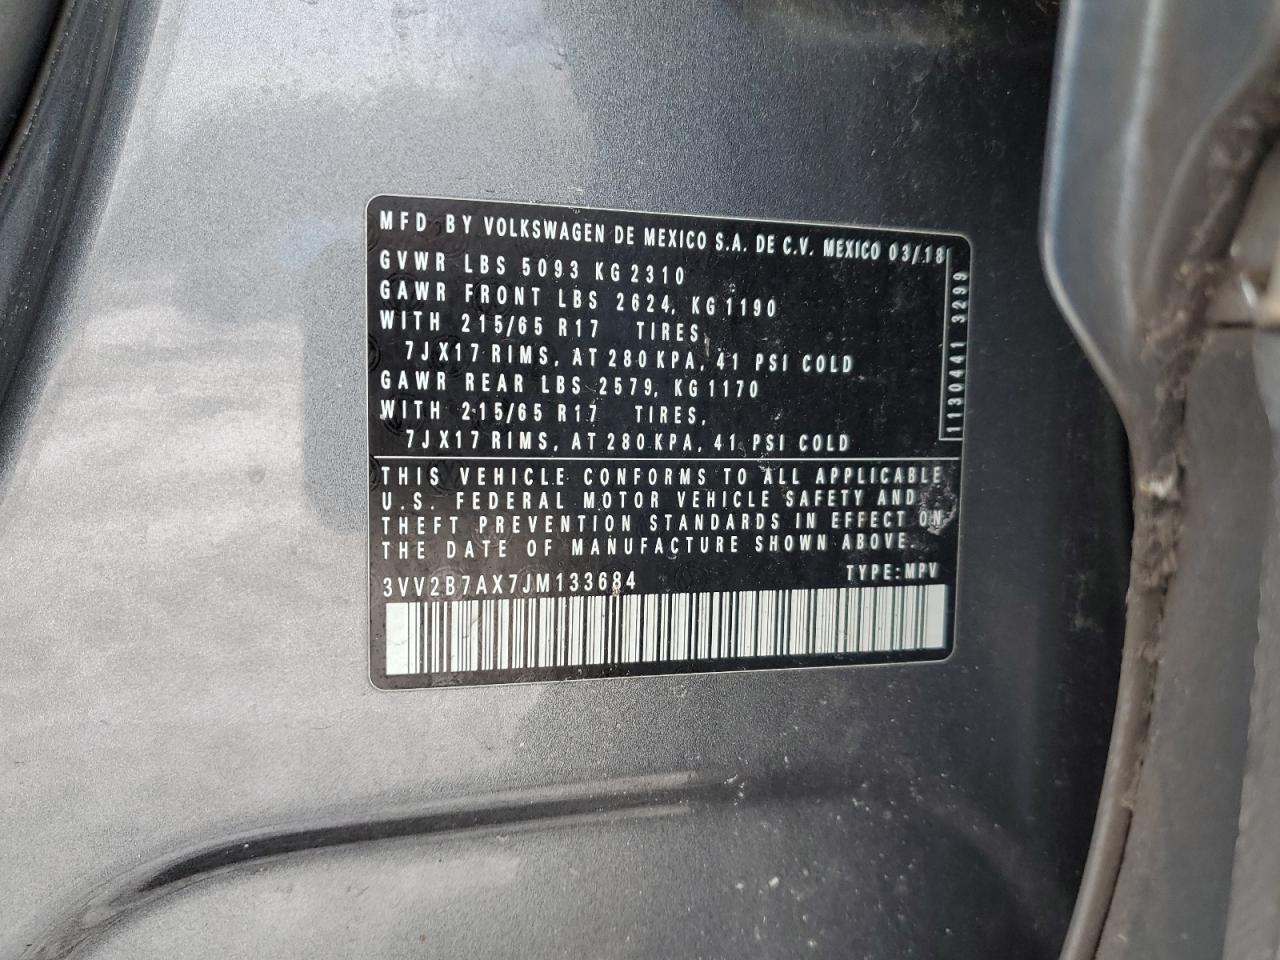 MFD BY VOLKSWAGEN DE MEXICO S.A. DE C.V. MEXICO 03/18
GVWR LBS 5093 KG 2310
GAWR FRONT LBS 2624, KG 1190
WITH 215/65 R17 TIRES,
7JX17 RIMS, AT 280 KPA, 41 PSI COLD
GAWR REAR LBS 2579, KG 1170
WITH 215/65 R17 TIRES,
7JX17 RIMS, AT 280 KPA, 41 PSI COLD
1130441 3299
THIS VEHICLE CONFORMS TO ALL APPLICABLE
U.S. FEDERAL MOTOR VEHICLE SAFETY AND
THEFT PREVENTION STANDARDS IN EFFECT ON
THE DATE OF MANUFACTURE SHOWN ABOVE.
3VV2B7AX7JM133684 TYPE: MPV